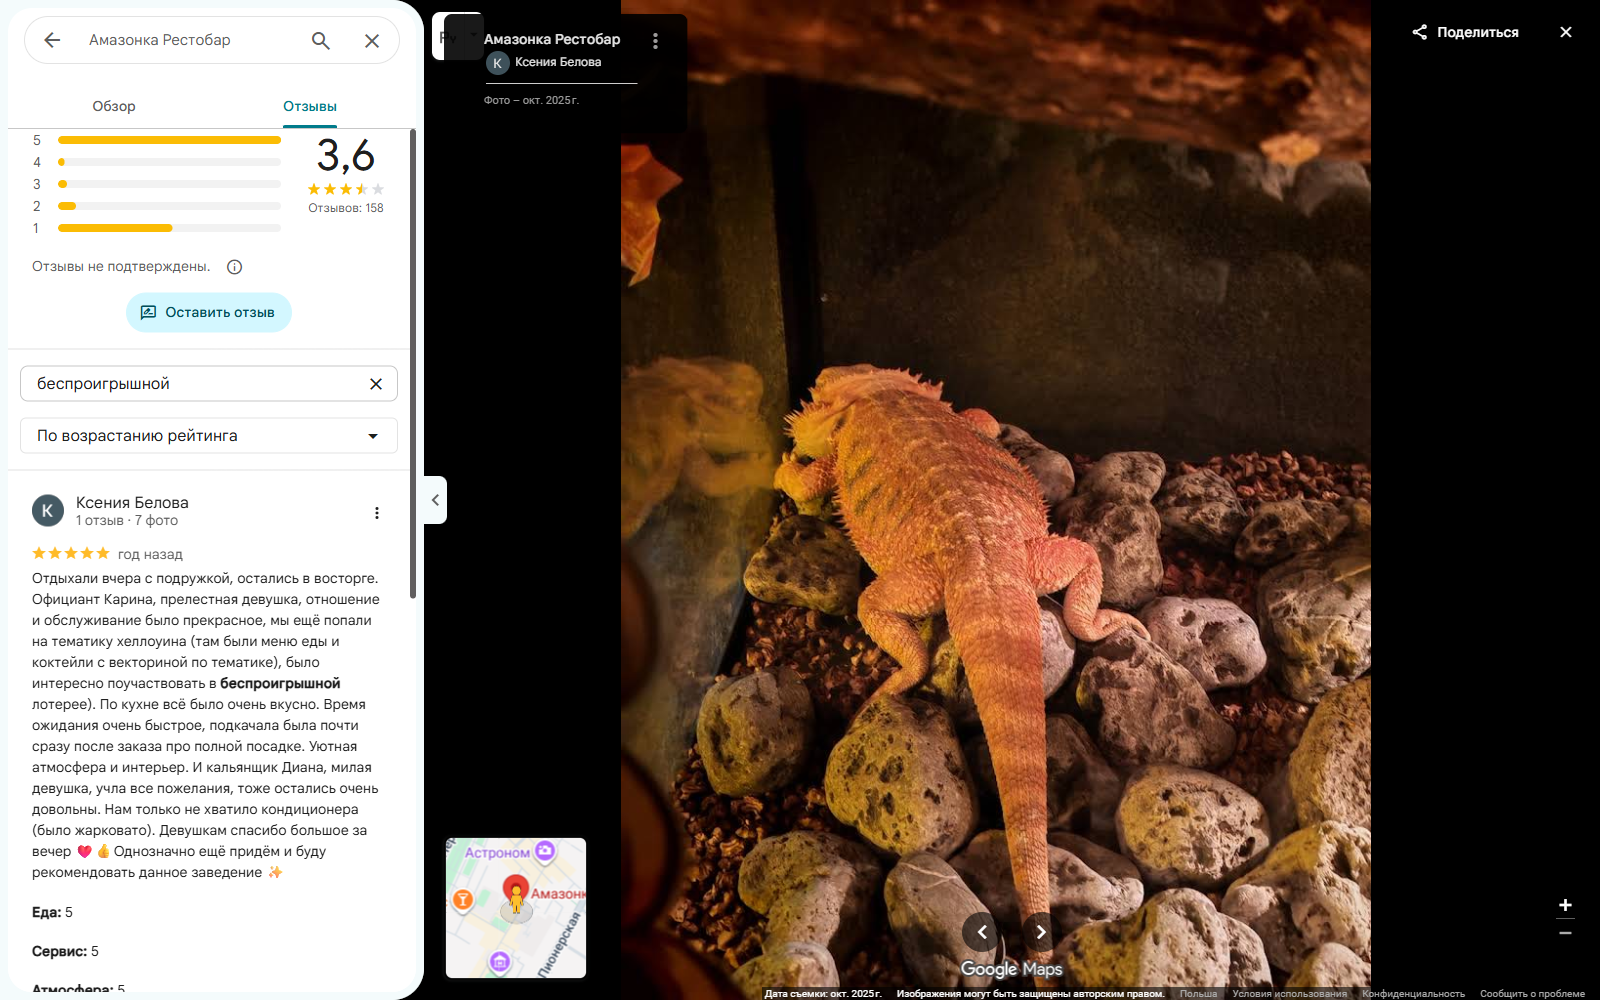 Амазонка Рестобар
Обзор
Отзывы
5
4
3
2
1
3,6
Отзывов: 158
Отзывы не подтверждены.
Оставить отзыв
беспроигрышной
По возрастанию рейтинга
К
Ксения Белова
1 отзыв · 7 фото
год назад
Отдыхали вчера с подружкой, остались в восторге.
Официант Карина, прелестная девушка, отношение
и обслуживание было прекрасное, мы ещё попали
на тематику хеллоуина (там были меню еды и
коктейли с векториной по тематике), было
интересно поучаствовать в беспроигрышной
лотерее). По кухне всё было очень вкусно. Время
ожидания очень быстрое, подкачала была почти
сразу после заказа про полной посадке. Уютная
атмосфера и интерьер. И кальянщик Диана, милая
девушка, учла все пожелания, тоже остались очень
довольны. Нам только не хватило кондиционера
(было жарковато). Девушкам спасибо большое за
вечер ❤️👍 Однозначно ещё придём и буду
рекомендовать данное заведение ✨
Еда: 5
Сервис: 5
Атмосфера: 5
Амазонка Рестобар
К
Ксения Белова
Фото – окт. 2025 г.
Поделиться
Астроном
Амазонк
Пионерская
Google Maps
Дата съемки: окт. 2025 г. Изображения могут быть защищены авторским правом. Польша Условия использования Конфиденциальность Сообщить о проблеме